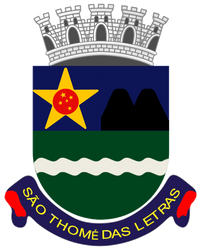 SÃO THOMÉ DAS LETRAS